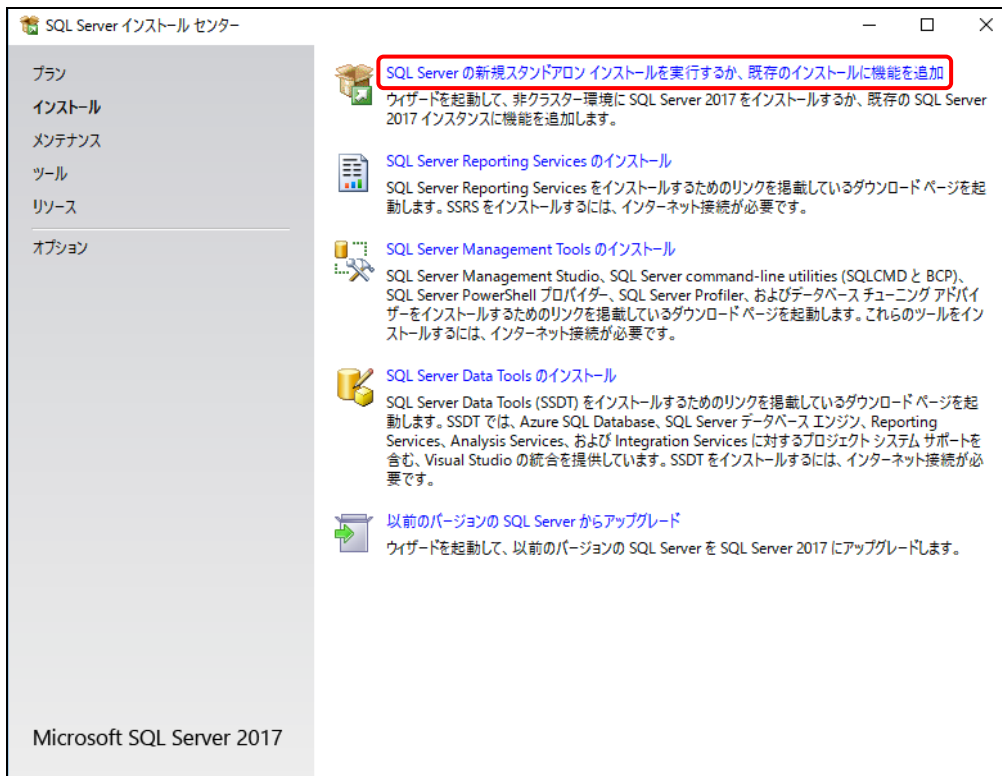 SQL Server インストール センター
プラン
インストール
メンテナンス
ツール
リソース
オプション
Microsoft SQL Server 2017
SQL Server の新規スタンドアロン インストールを実行するか、既存のインストールに機能を追加
ウィザードを起動して、非クラスター環境に SQL Server 2017 をインストールするか、既存の SQL Server
2017 インスタンスに機能を追加します。
SQL Server Reporting Services のインストール
SQL Server Reporting Services をインストールするためのリンクを掲載しているダウンロード ページを起
動します。SSRS をインストールするには、インターネット接続が必要です。
SQL Server Management Tools のインストール
SQL Server Management Studio、SQL Server command-line utilities (SQLCMD と BCP)、
SQL Server PowerShell プロバイダー、SQL Server Profiler、およびデータベース チューニング アドバイ
ザーをインストールするためのリンクを掲載しているダウンロード ページを起動します。これらのツールをイン
ストールするには、インターネット接続が必要です。
SQL Server Data Tools のインストール
SQL Server Data Tools (SSDT) をインストールするためのリンクを掲載しているダウンロード ページを起
動します。SSDT では、Azure SQL Database、SQL Server データベース エンジン、Reporting
Services、Analysis Services、および Integration Services に対するプロジェクト システム サポートを
含む、Visual Studio の統合を提供しています。SSDT をインストールするには、インターネット接続が必
要です。
以前のバージョンの SQL Server からアップグレード
ウィザードを起動して、以前のバージョンの SQL Server を SQL Server 2017 にアップグレードします。